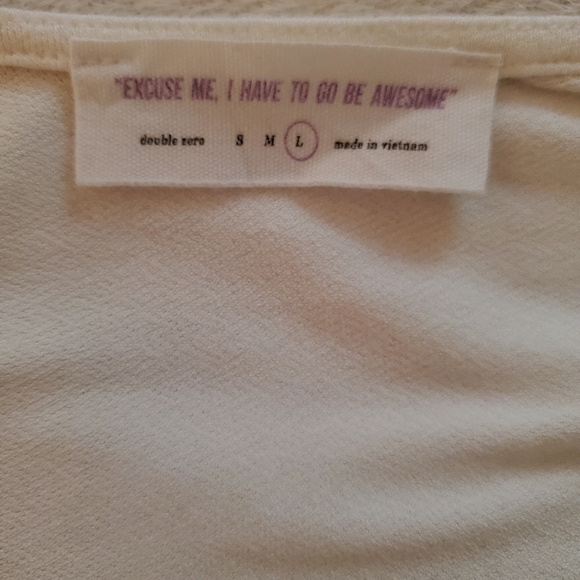 "EXCUSE ME, I HAVE TO GO BE AWESOME"
double zero S M L made in vietnam